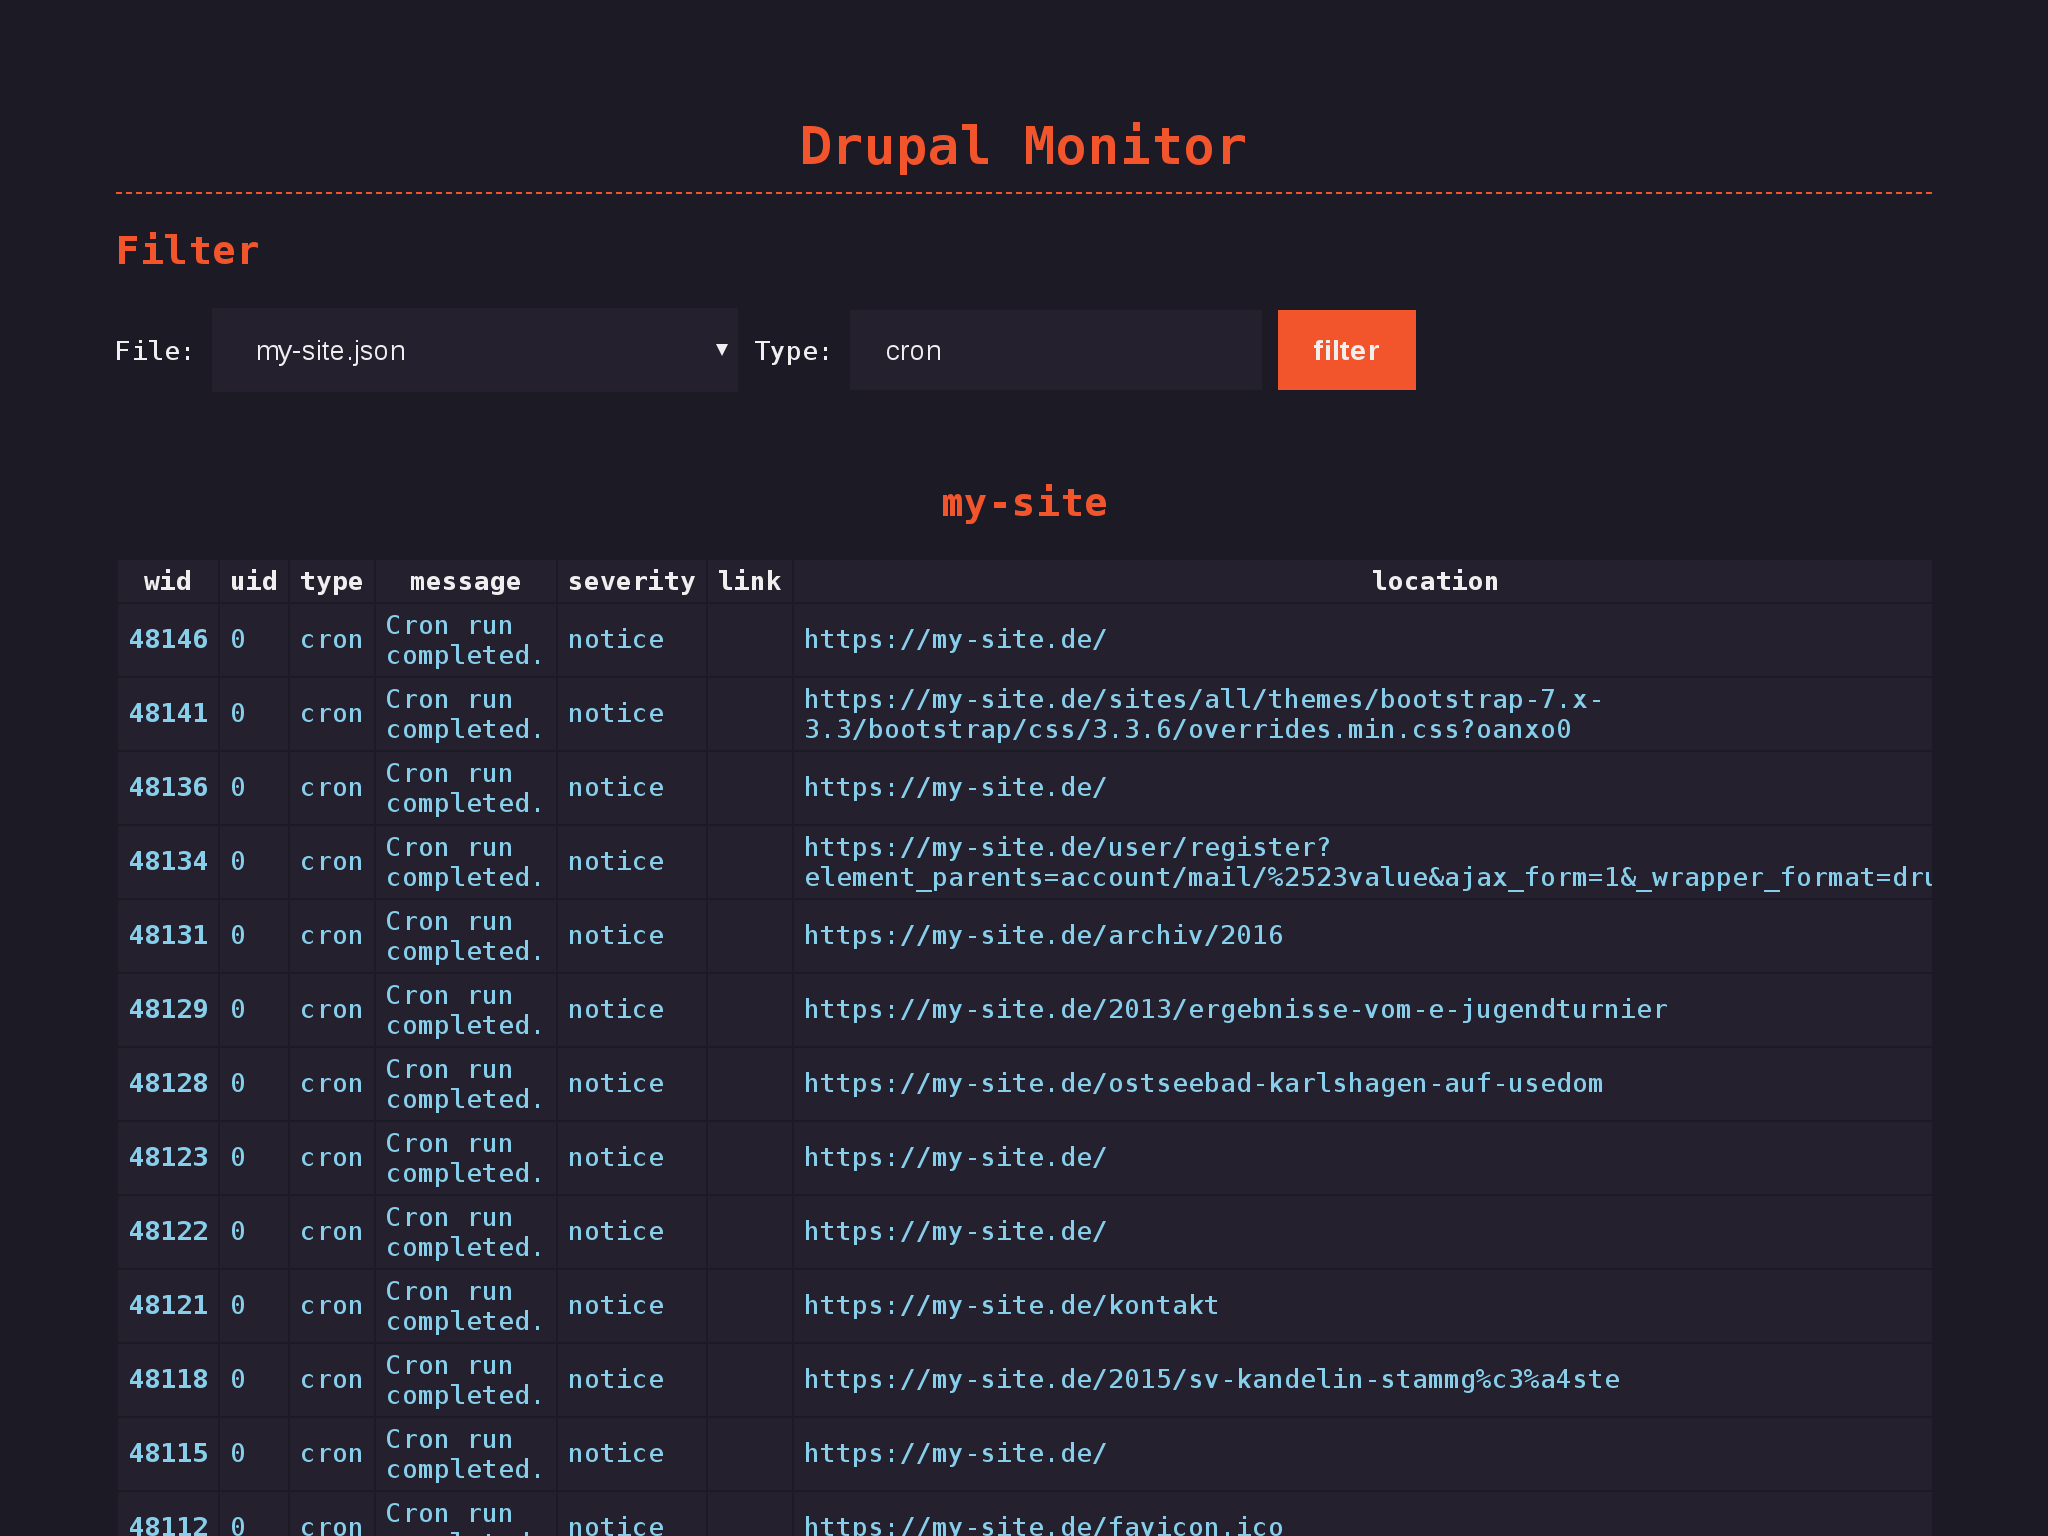 Drupal Monitor
Filter
File: my-site.json ▼ Type: cron filter
my-site
wid uid type message severity link location
48146 0 cron Cron run completed. notice https://my-site.de/
48141 0 cron Cron run completed. notice https://my-site.de/sites/all/themes/bootstrap-7.x-
3.3/bootstrap/css/3.3.6/overrides.min.css?oanxo0
48136 0 cron Cron run completed. notice https://my-site.de/
48134 0 cron Cron run completed. notice https://my-site.de/user/register?
element_parents=account/mail/%2523value&ajax_form=1&_wrapper_format=dru
48131 0 cron Cron run completed. notice https://my-site.de/archiv/2016
48129 0 cron Cron run completed. notice https://my-site.de/2013/ergebnisse-vom-e-jugendturnier
48128 0 cron Cron run completed. notice https://my-site.de/ostseebad-karlshagen-auf-usedom
48123 0 cron Cron run completed. notice https://my-site.de/
48122 0 cron Cron run completed. notice https://my-site.de/
48121 0 cron Cron run completed. notice https://my-site.de/kontakt
48118 0 cron Cron run completed. notice https://my-site.de/2015/sv-kandelin-stammg%c3%a4ste
48115 0 cron Cron run completed. notice https://my-site.de/
48112 0 cron Cron run notice https://my-site.de/favicon.ico